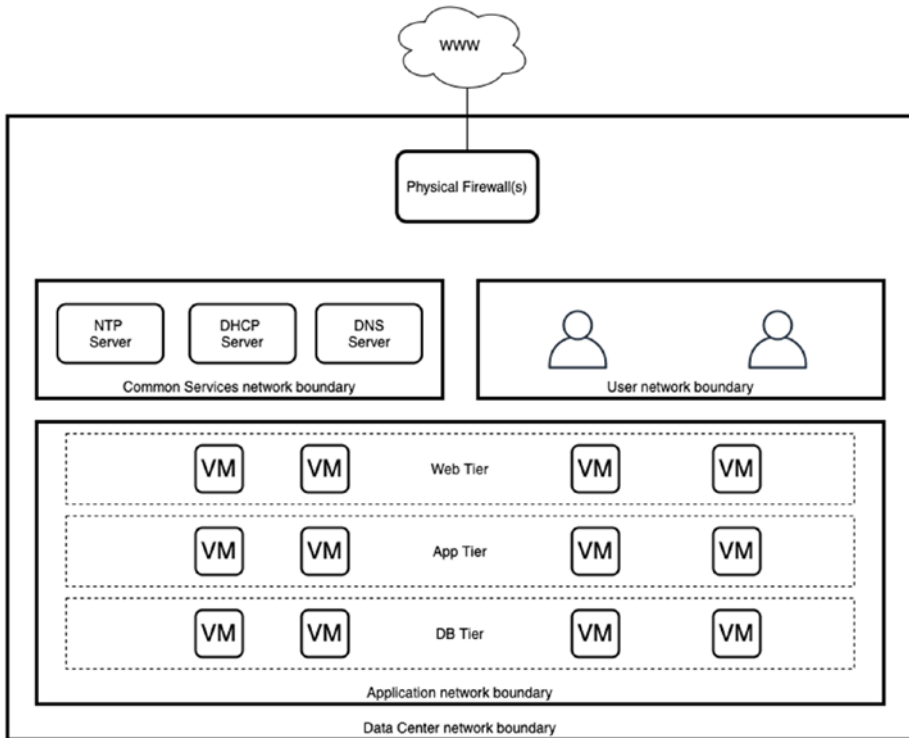 WWW
Physical Firewall(s)
NTP
Server
DHCP
Server
DNS
Server
Common Services network boundary
User network boundary
VM VM Web Tier VM VM
VM VM App Tier VM VM
VM VM DB Tier VM VM
Application network boundary
Data Center network boundary